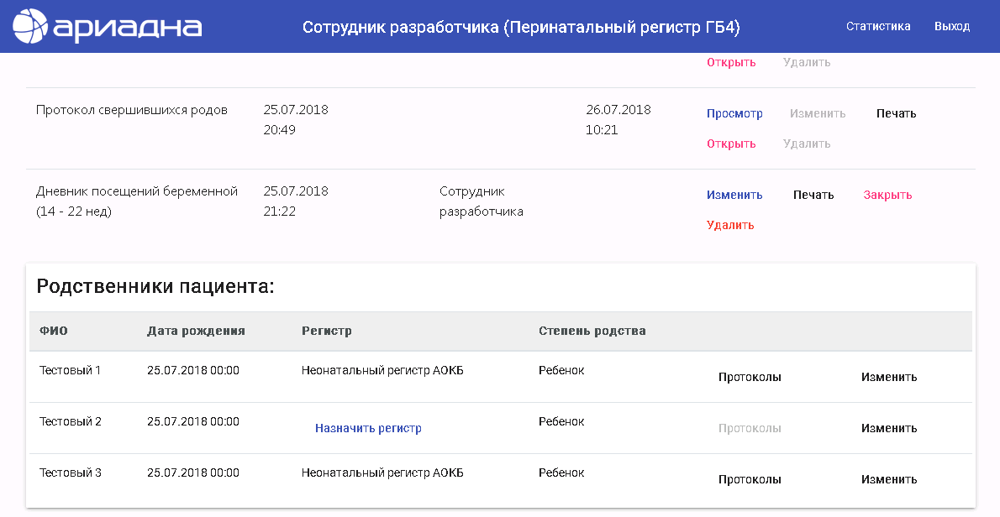 ариадна
Сотрудник разработчика (Перинатальный регистр ГБ4)
Статистика Выход
Открыть Удалить
Протокол свершившихся родов 25.07.2018 26.07.2018 Просмотр Изменить Печать
20:49 10:21
Открыть Удалить
Дневник посещений беременной 25.07.2018 Сотрудник Изменить Печать Закрыть
(14 - 22 нед) 21:22 разработчика
Удалить
Родственники пациента:
ФИО Дата рождения Регистр Степень родства
Тестовый 1 25.07.2018 00:00 Неонатальный регистр АОКБ Ребенок Протоколы Изменить
Тестовый 2 25.07.2018 00:00 Назначить регистр Ребенок Протоколы Изменить
Тестовый 3 25.07.2018 00:00 Неонатальный регистр АОКБ Ребенок Протоколы Изменить